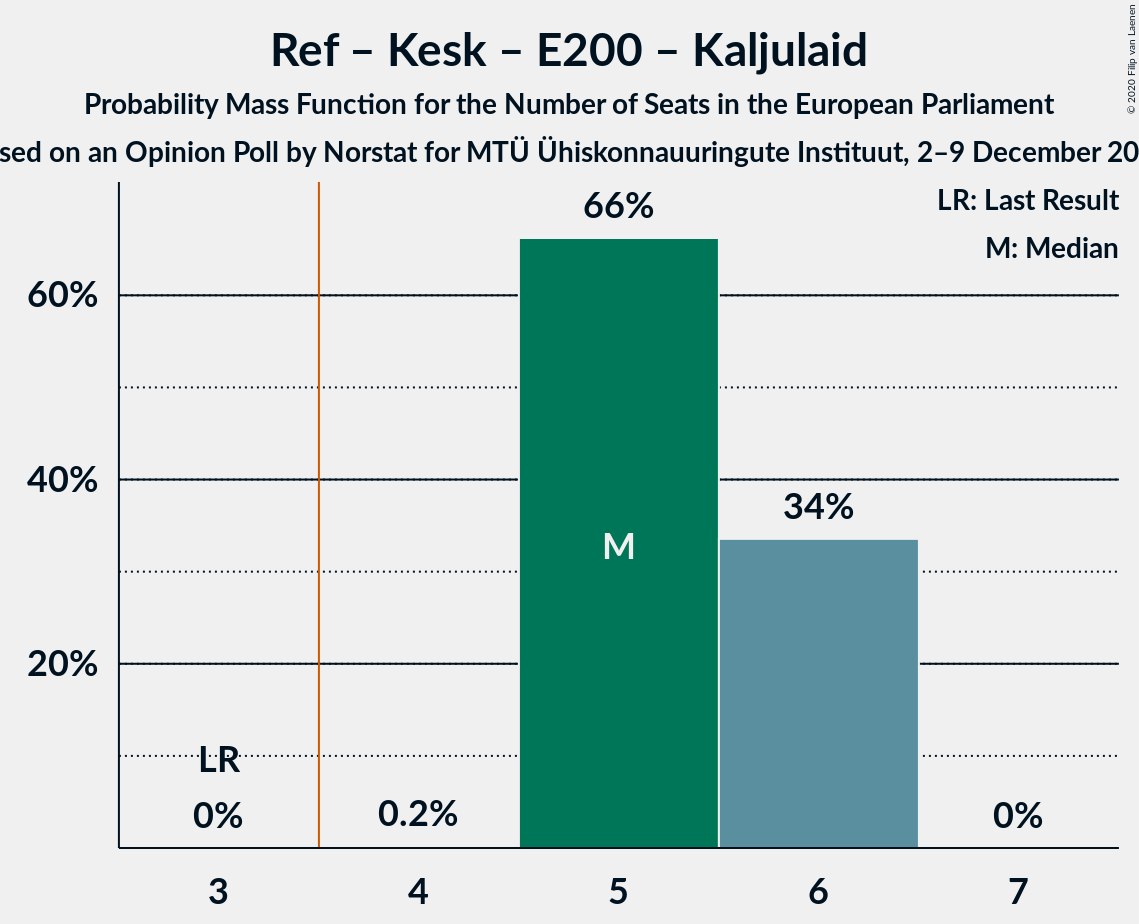 Ref – Kesk – E200 – Kaljulaid
Probability Mass Function for the Number of Seats in the European Parliament
sed on an Opinion Poll by Norstat for MTÜ Ühiskonnauuringute Instituut, 2–9 December 20
© 2020 Filip van Laenen
LR: Last Result
M: Median
66%
60%
40%
34%
M
20%
LR
0%
0.2%
0%
3
4
5
6
7